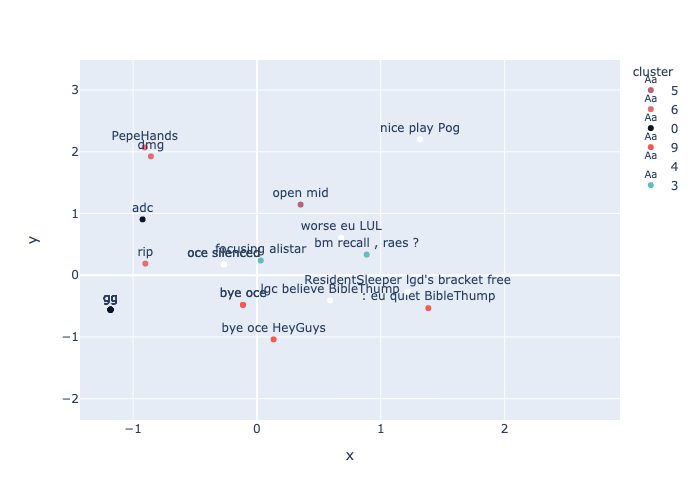 cluster
Aa
5
Aa
6
Aa
0
Aa
9
Aa
4
Aa
3
3
2
1
0
−1
−2
y
PepeHands
dmg
nice play Pog
open mid
adc
worse eu LUL
bm recall , raes ?
rip
oce silenced
focusing alistar
ResidentSleeper lgd's bracket free
lgc believe BibleThump
bye oce
: eu quiet BibleThump
gg
bye oce HeyGuys
−1
0
1
2
x